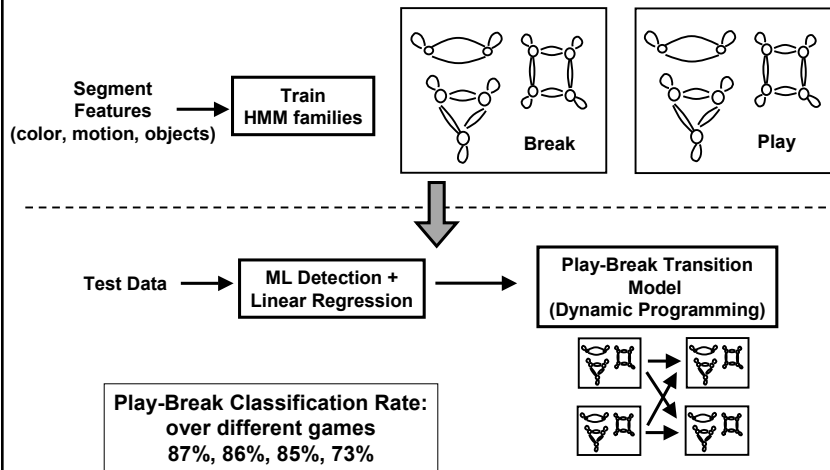 Segment
Features
(color, motion, objects)
Train
HMM families
Break
Play
Test Data
ML Detection +
Linear Regression
Play-Break Transition
Model
(Dynamic Programming)
Play-Break Classification Rate:
over different games
87%, 86%, 85%, 73%